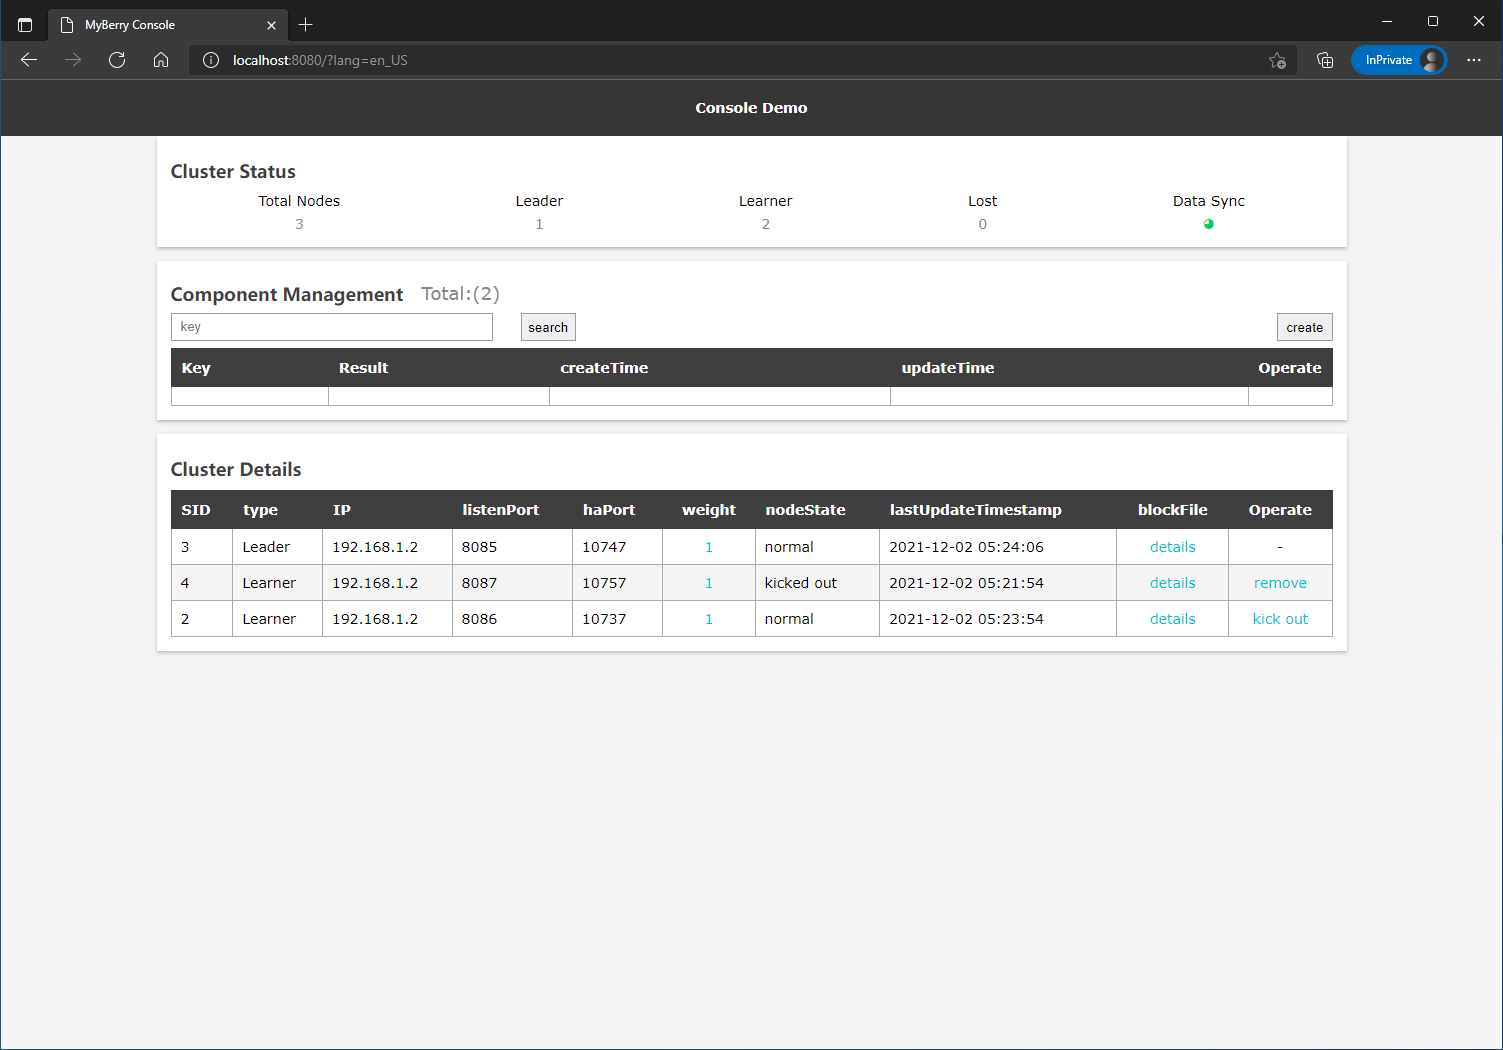 MyBerry Console
localhost:8080/?lang=en_US
InPrivate
Console Demo
Cluster Status
Total Nodes Leader Learner Lost Data Sync
3 1 2 0
Component Management Total:(2)
key search create
Key Result createTime updateTime Operate
Cluster Details
SID type IP listenPort haPort weight nodeState lastUpdateTimestamp blockFile Operate
3 Leader 192.168.1.2 8085 10747 1 normal 2021-12-02 05:24:06 details -
4 Learner 192.168.1.2 8087 10757 1 kicked out 2021-12-02 05:21:54 details remove
2 Learner 192.168.1.2 8086 10737 1 normal 2021-12-02 05:23:54 details kick out